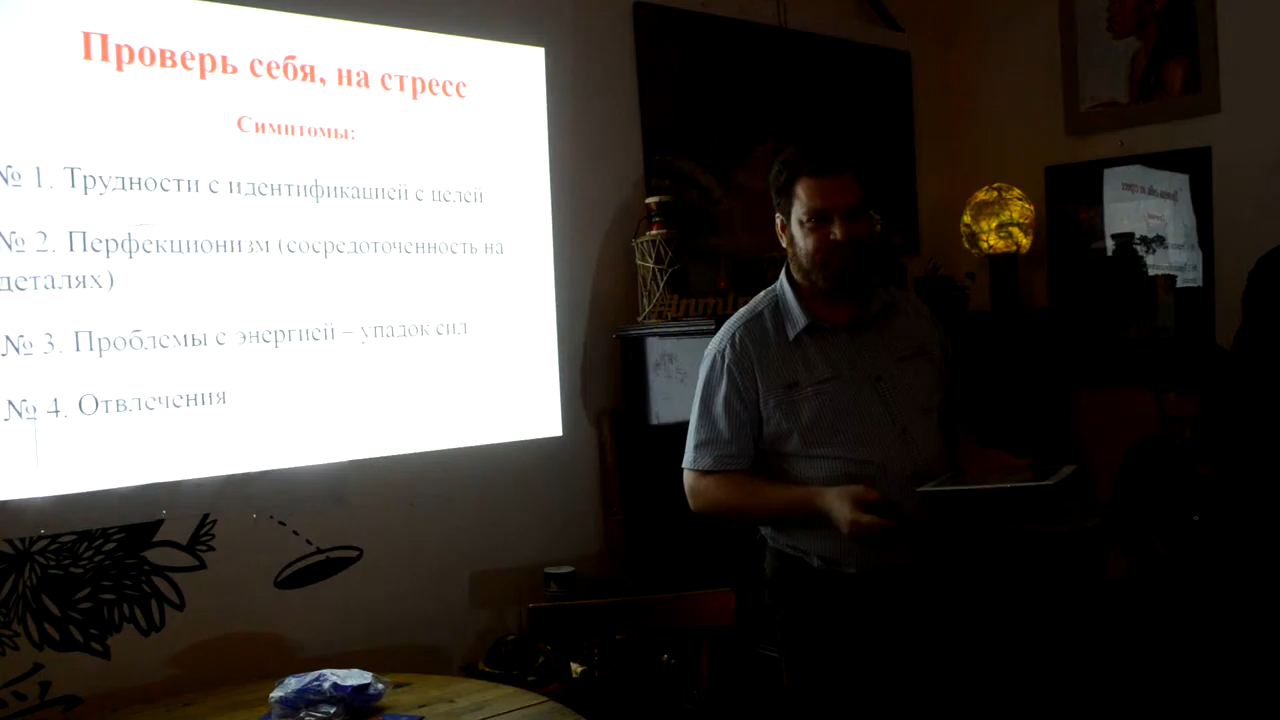 Проверь себя, на стресс
Симптомы:
№ 1. Трудности с идентификацией с целей
№ 2. Перфекционизм (сосредоточенность на
деталях)
№ 3. Проблемы с энергией – упадок сил
№ 4. Отвлечения